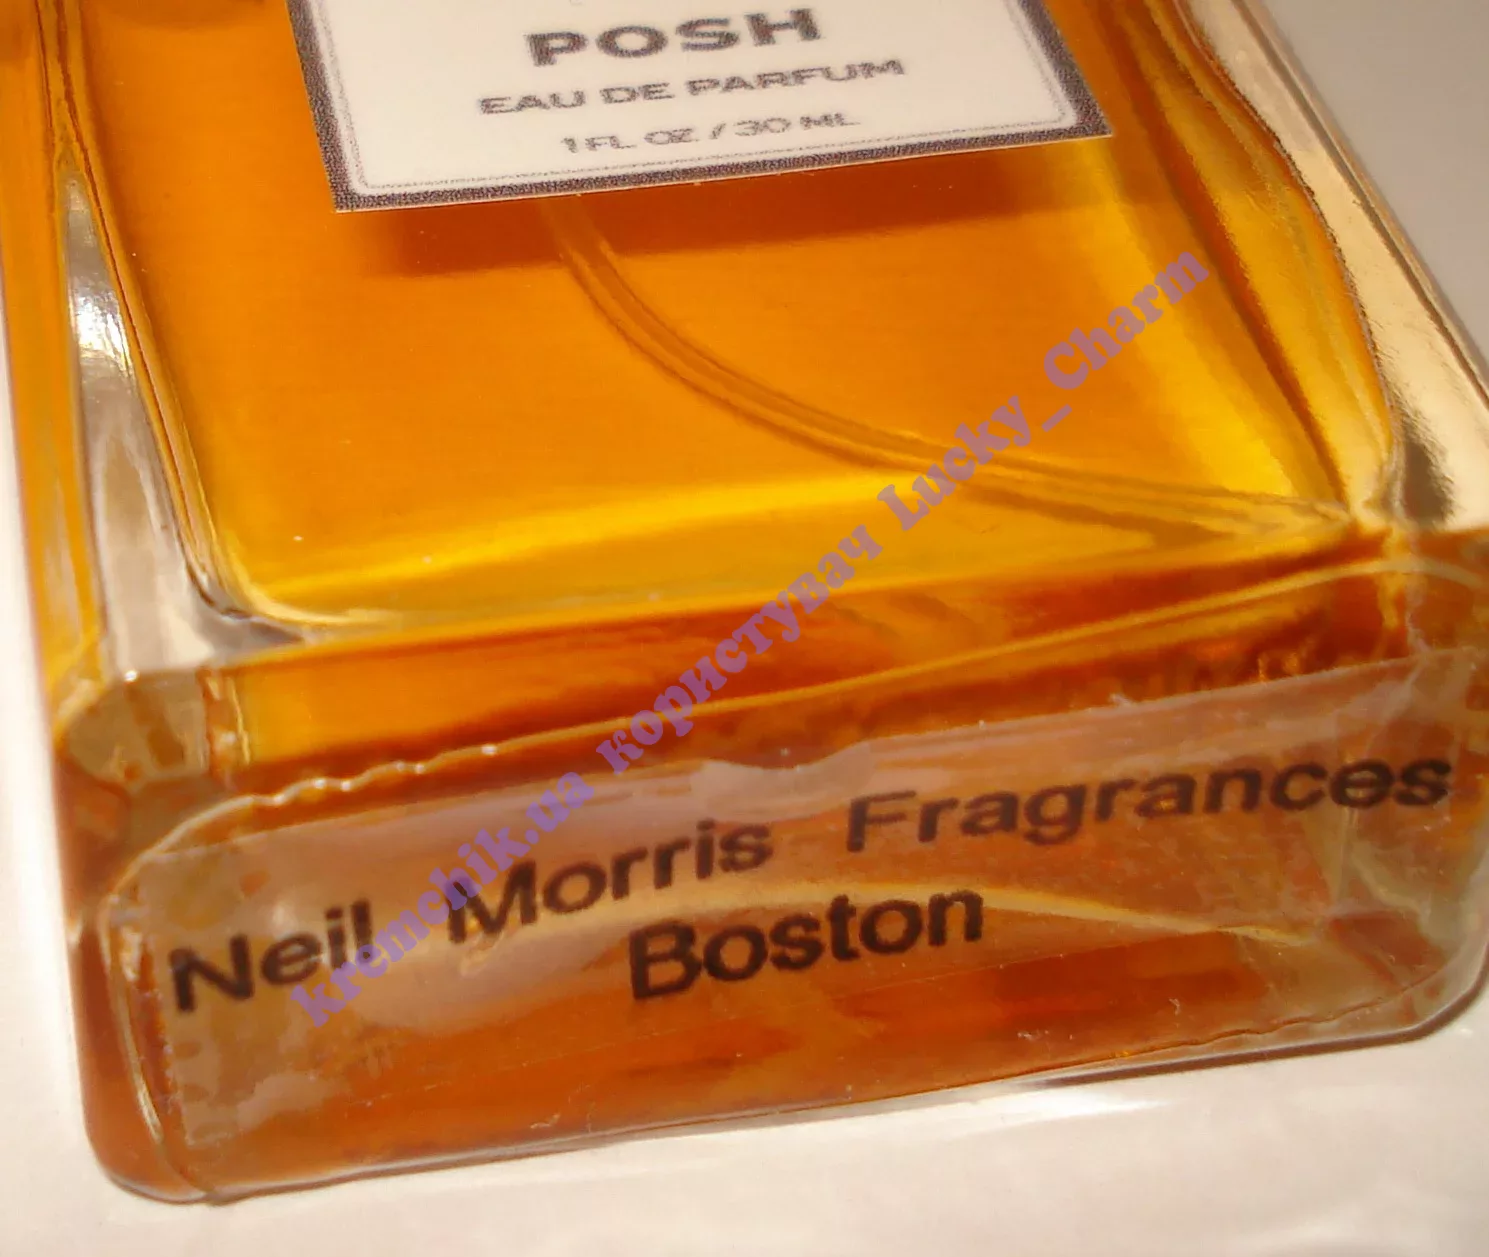 POSH
EAU DE PARFUM
1 FL OZ / 30 ML
kremchik.ua користувач Lucky_Charm
Neil Morris Fragrances
Boston